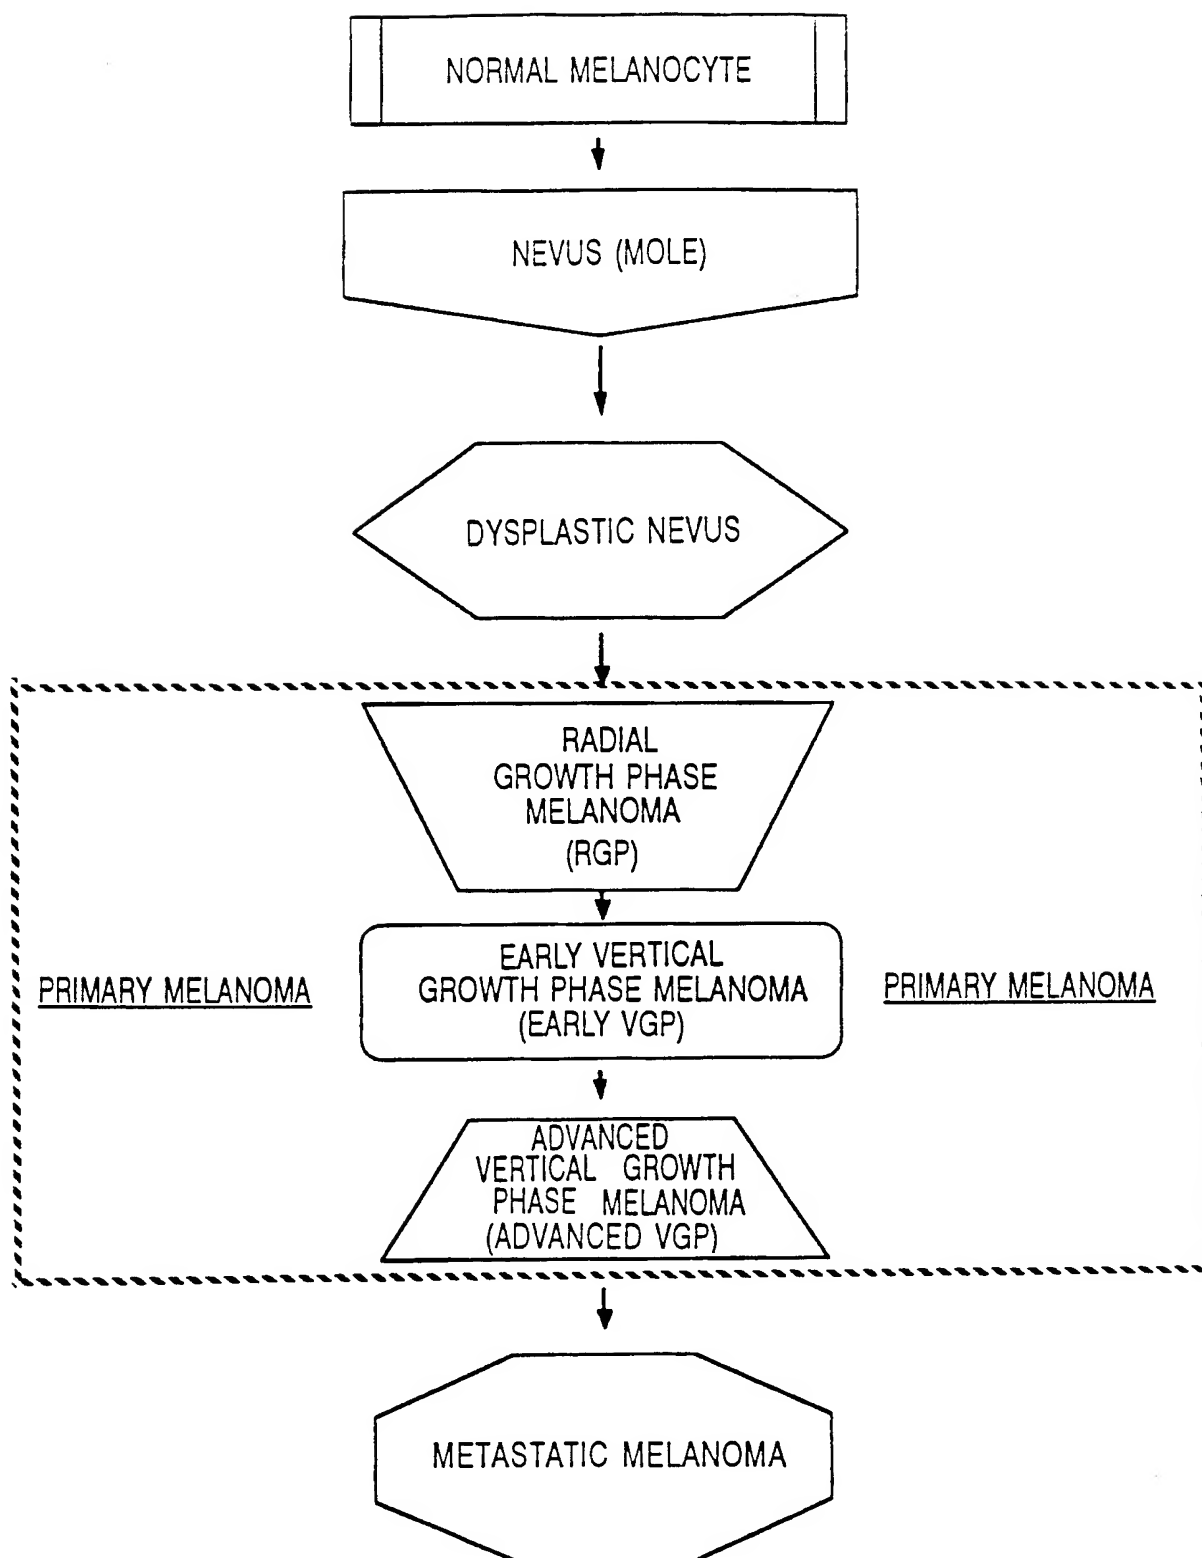 NORMAL MELANOCYTE
NEVUS (MOLE)
DYSPLASTIC NEVUS
RADIAL
GROWTH PHASE
MELANOMA
(RGP)
PRIMARY MELANOMA
EARLY VERTICAL
GROWTH PHASE MELANOMA
(EARLY VGP)
PRIMARY MELANOMA
ADVANCED
VERTICAL GROWTH
PHASE MELANOMA
(ADVANCED VGP)
METASTATIC MELANOMA